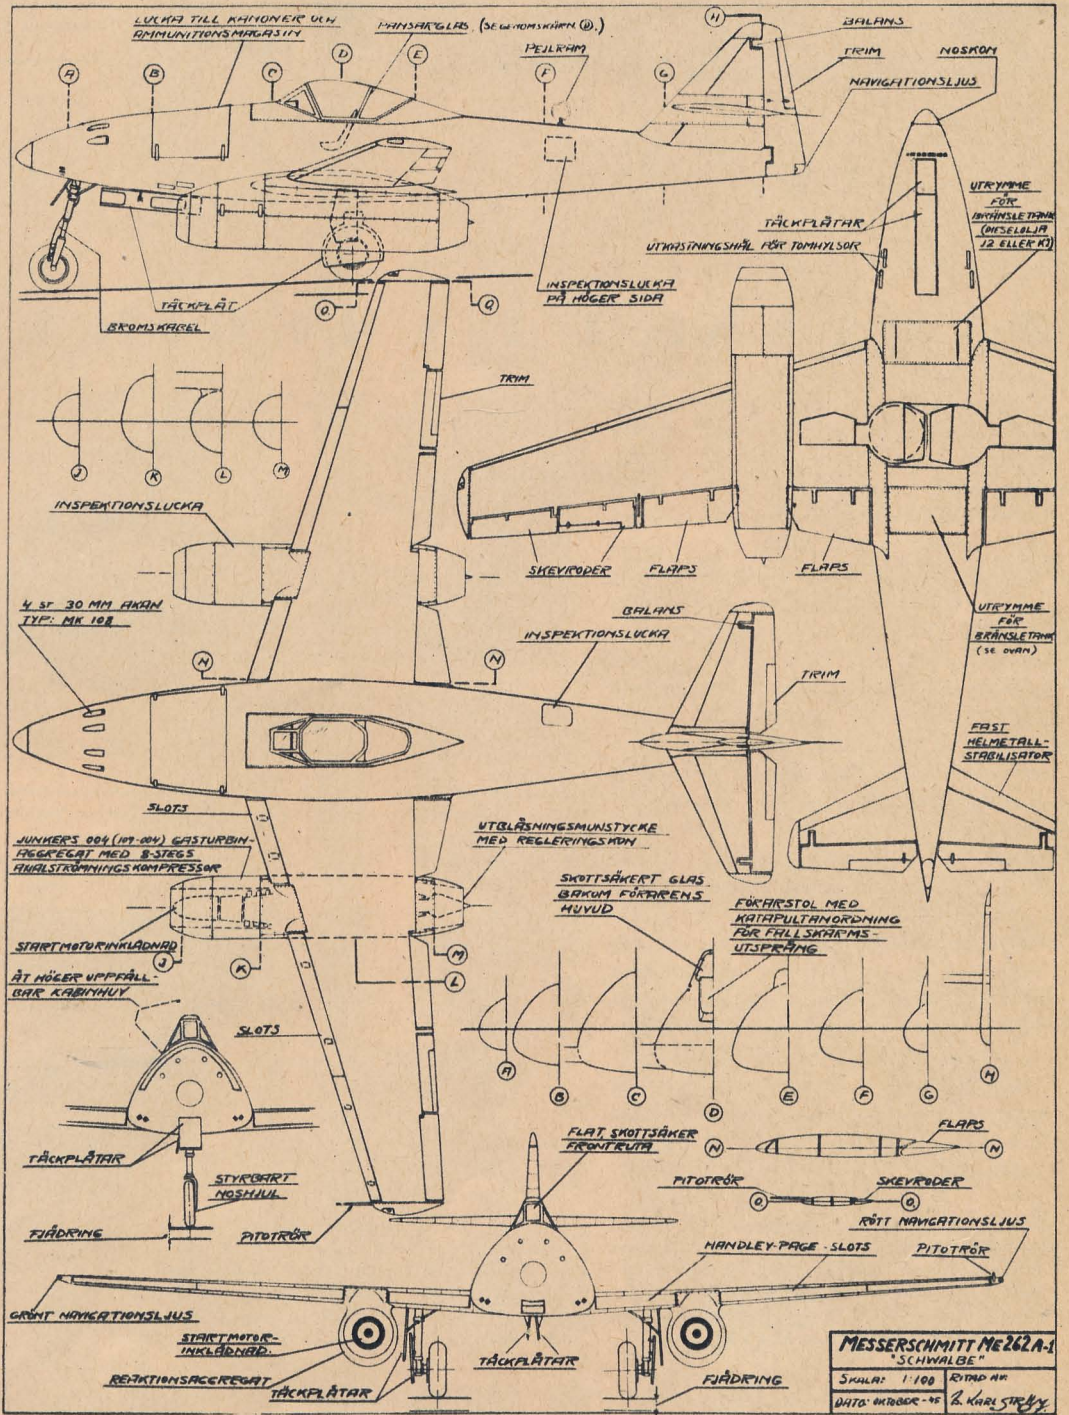 LUCKA TILL KANONER OCH
AMMUNITIONSMAGASIN
PANSARGLAS (SE GENOMSKÄRN. D.)
PEJLRAM
H
BALANS
TRIM
NOSKON
NAVIGATIONSLJUS
A
B
C
D
E
F
G
UTRYMME
FÖR
BRÄNSLETANK
(DIESELOLJA
J2 ELLER K1)
TÄCKPLÅTAR
UTKASTNINGSHÅL FÖR TOMHYLSOR
INSPEKTIONSLUCKA
PÅ HÖGER SIDA
TÄCKPLÅT
BROMSKABEL
O
Q
TRIM
J
K
L
M
INSPEKTIONSLUCKA
SKEVRODER
FLAPS
FLAPS
4 ST 30 MM AKAN
TYP: MK 108
BALANS
INSPEKTIONSLUCKA
UTRYMME
FÖR
BRÄNSLETANK
(SE OVAN)
N
N
TRIM
FAST
HELMETALL-
STABILISATOR
SLOTS
JUNKERS 004 (109-004) GASTURBIN-
AGGREGAT MED 8-STEGS
AXIALSTRÖMNINGSKOMPRESSOR
UTBLÅSNINGSMUNSTYCKE
MED REGLERINGSKON
SKOTTSÄKERT GLAS
BAKOM FÖRARENS
HUVUD
FÖRARSTOL MED
KATAPULTANORDNING
FÖR FALLSKÄRMS-
UTSPRÅNG
STARTMOTORINKLÄDNAD
J
K
L
M
ÅT HÖGER UPPFÄLL-
BAR KABINHUV
SLOTS
A
B
C
D
E
F
G
H
TÄCKPLÅTAR
STYRBART
NOSHJUL
FJÄDRING
PITOTRÖR
FLAT SKOTTSÄKER
FRONTRUTA
N
FLAPS
N
PITOTRÖR
O
SKEVRODER
O
RÖTT NAVIGATIONSLJUS
HANDLEY-PAGE-SLOTS
PITOTRÖR
GRÖNT NAVIGATIONSLJUS
STARTMOTOR-
INKLÄDNAD.
REAKTIONSAGGREGAT
TÄCKPLÅTAR
TÄCKPLÅTAR
FJÄDRING
MESSERSCHMITT ME 262 A-1
"SCHWALBE"
SKALA: 1:100
RITAD AV:
DATO: OKTOBER -45
KARL